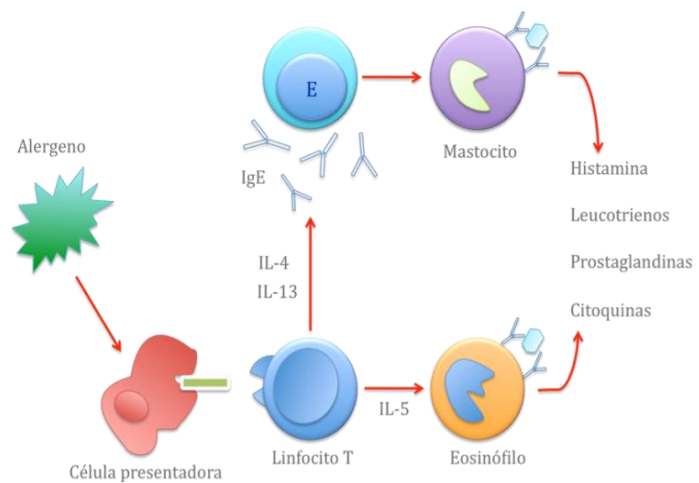 E
Alergeno
IgE
Mastocito
Histamina
Leucotrienos
Prostaglandinas
Citoquinas
IL-4
IL-13
IL-5
Célula presentadora
Linfocito T
Eosinófilo